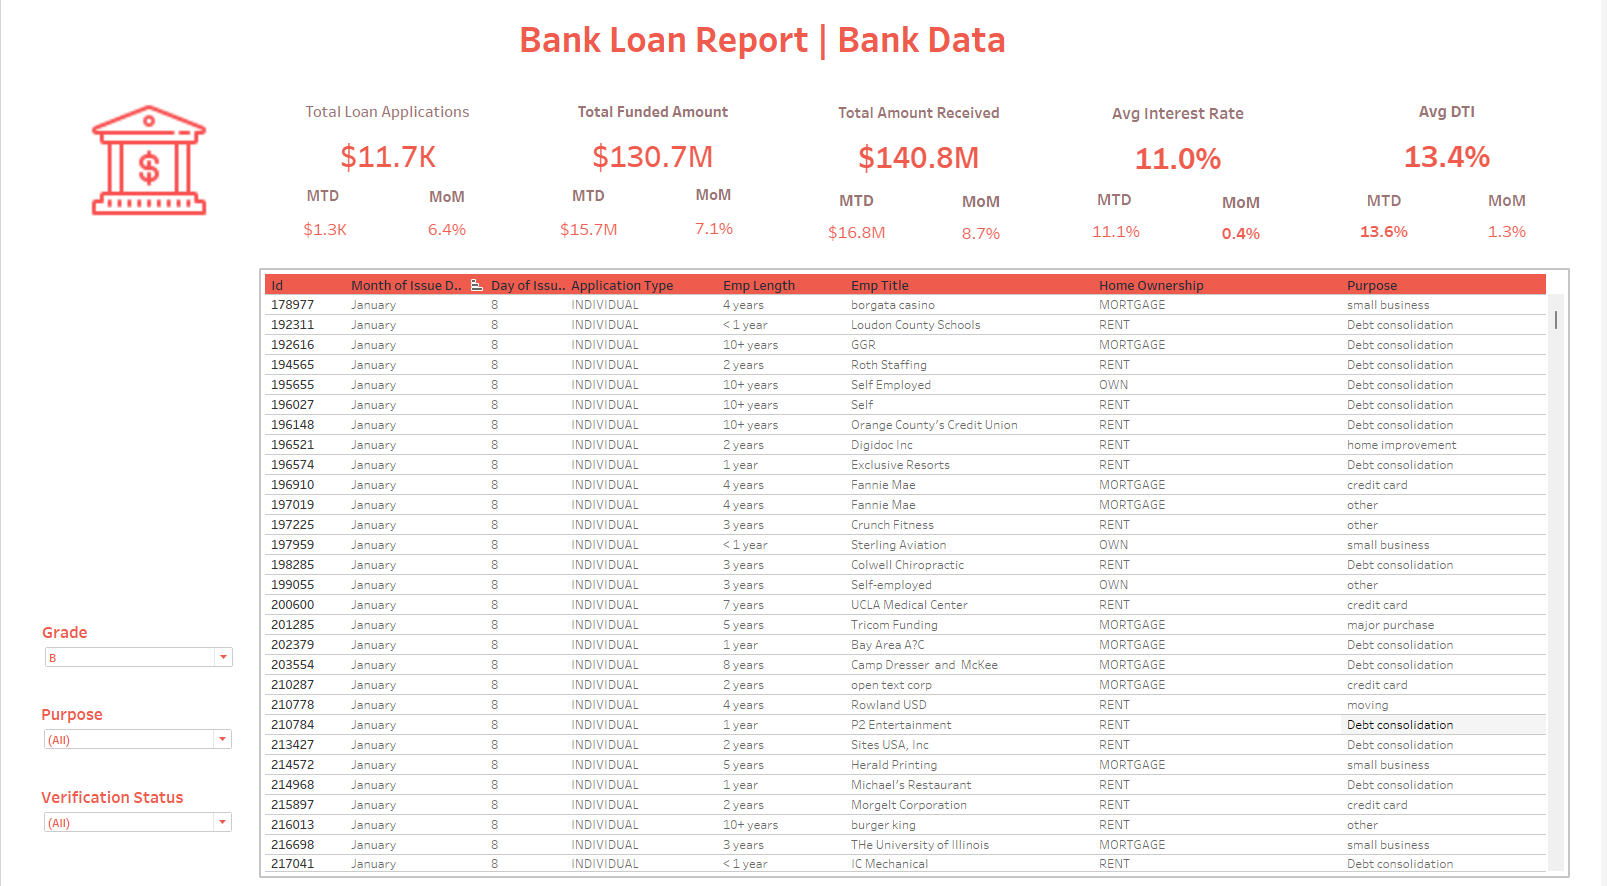 Bank Loan Report | Bank Data
Total Loan Applications
$11.7K
MTD MoM
$1.3K 6.4%
Total Funded Amount
$130.7M
MTD MoM
$15.7M 7.1%
Total Amount Received
$140.8M
MTD MoM
$16.8M 8.7%
Avg Interest Rate
11.0%
MTD MoM
11.1% 0.4%
Avg DTI
13.4%
MTD MoM
13.6% 1.3%
$
Grade
B
Purpose
(All)
Verification Status
(All)
Id Month of Issue D.. Day of Issu.. Application Type Emp Length Emp Title Home Ownership Purpose
178977 January 8 INDIVIDUAL 4 years borgata casino MORTGAGE small business
192311 January 8 INDIVIDUAL < 1 year Loudon County Schools RENT Debt consolidation
192616 January 8 INDIVIDUAL 10+ years GGR MORTGAGE Debt consolidation
194565 January 8 INDIVIDUAL 2 years Roth Staffing RENT Debt consolidation
195655 January 8 INDIVIDUAL 10+ years Self Employed OWN Debt consolidation
196027 January 8 INDIVIDUAL 10+ years Self RENT Debt consolidation
196148 January 8 INDIVIDUAL 10+ years Orange County's Credit Union RENT Debt consolidation
196521 January 8 INDIVIDUAL 2 years Digidoc Inc RENT home improvement
196574 January 8 INDIVIDUAL 1 year Exclusive Resorts RENT Debt consolidation
196910 January 8 INDIVIDUAL 4 years Fannie Mae MORTGAGE credit card
197019 January 8 INDIVIDUAL 4 years Fannie Mae MORTGAGE other
197225 January 8 INDIVIDUAL 3 years Crunch Fitness RENT other
197959 January 8 INDIVIDUAL < 1 year Sterling Aviation OWN small business
198285 January 8 INDIVIDUAL 3 years Colwell Chiropractic RENT Debt consolidation
199055 January 8 INDIVIDUAL 3 years Self-employed OWN other
200600 January 8 INDIVIDUAL 7 years UCLA Medical Center RENT credit card
201285 January 8 INDIVIDUAL 5 years Tricom Funding MORTGAGE major purchase
202379 January 8 INDIVIDUAL 1 year Bay Area A?C MORTGAGE Debt consolidation
203554 January 8 INDIVIDUAL 8 years Camp Dresser and McKee MORTGAGE Debt consolidation
210287 January 8 INDIVIDUAL 2 years open text corp MORTGAGE credit card
210778 January 8 INDIVIDUAL 4 years Rowland USD RENT moving
210784 January 8 INDIVIDUAL 1 year P2 Entertainment RENT Debt consolidation
213427 January 8 INDIVIDUAL 2 years Sites USA, Inc RENT Debt consolidation
214572 January 8 INDIVIDUAL 5 years Herald Printing MORTGAGE small business
214968 January 8 INDIVIDUAL 1 year Michael's Restaurant RENT Debt consolidation
215897 January 8 INDIVIDUAL 2 years Morgelt Corporation RENT credit card
216013 January 8 INDIVIDUAL 10+ years burger king RENT other
216698 January 8 INDIVIDUAL 3 years THe University of Illinois MORTGAGE small business
217041 January 8 INDIVIDUAL < 1 year IC Mechanical RENT Debt consolidation